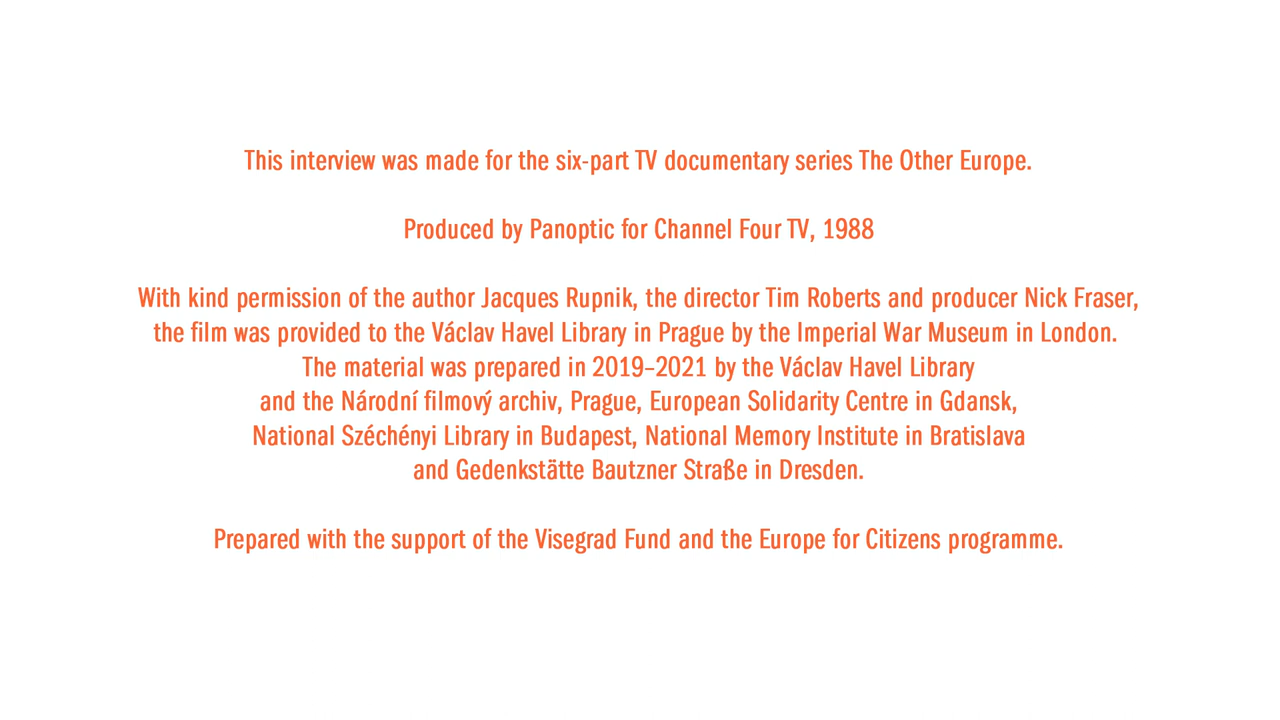 This interview was made for the six-part TV documentary series The Other Europe.
Produced by Panoptic for Channel Four TV, 1988
With kind permission of the author Jacques Rupnik, the director Tim Roberts and producer Nick Fraser,
the film was provided to the Václav Havel Library in Prague by the Imperial War Museum in London.
The material was prepared in 2019–2021 by the Václav Havel Library
and the Národní filmový archiv, Prague, European Solidarity Centre in Gdansk,
National Széchényi Library in Budapest, National Memory Institute in Bratislava
and Gedenkstätte Bautzner Straße in Dresden.
Prepared with the support of the Visegrad Fund and the Europe for Citizens programme.